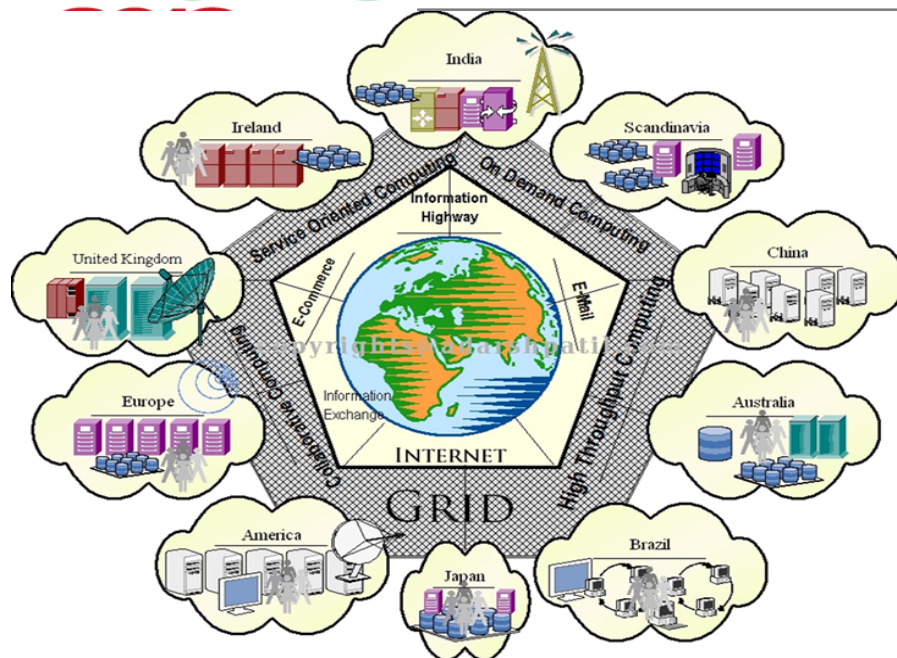 India
Ireland
Scandinavia
Service Oriented Computing
On Demand Computing
Information
Highway
United Kingdom
China
E-Commerce
E-Mail
Europe
Australia
Collaborative Computing
High Throughput Computing
Information
Exchange
INTERNET
GRID
America
Japan
Brazil